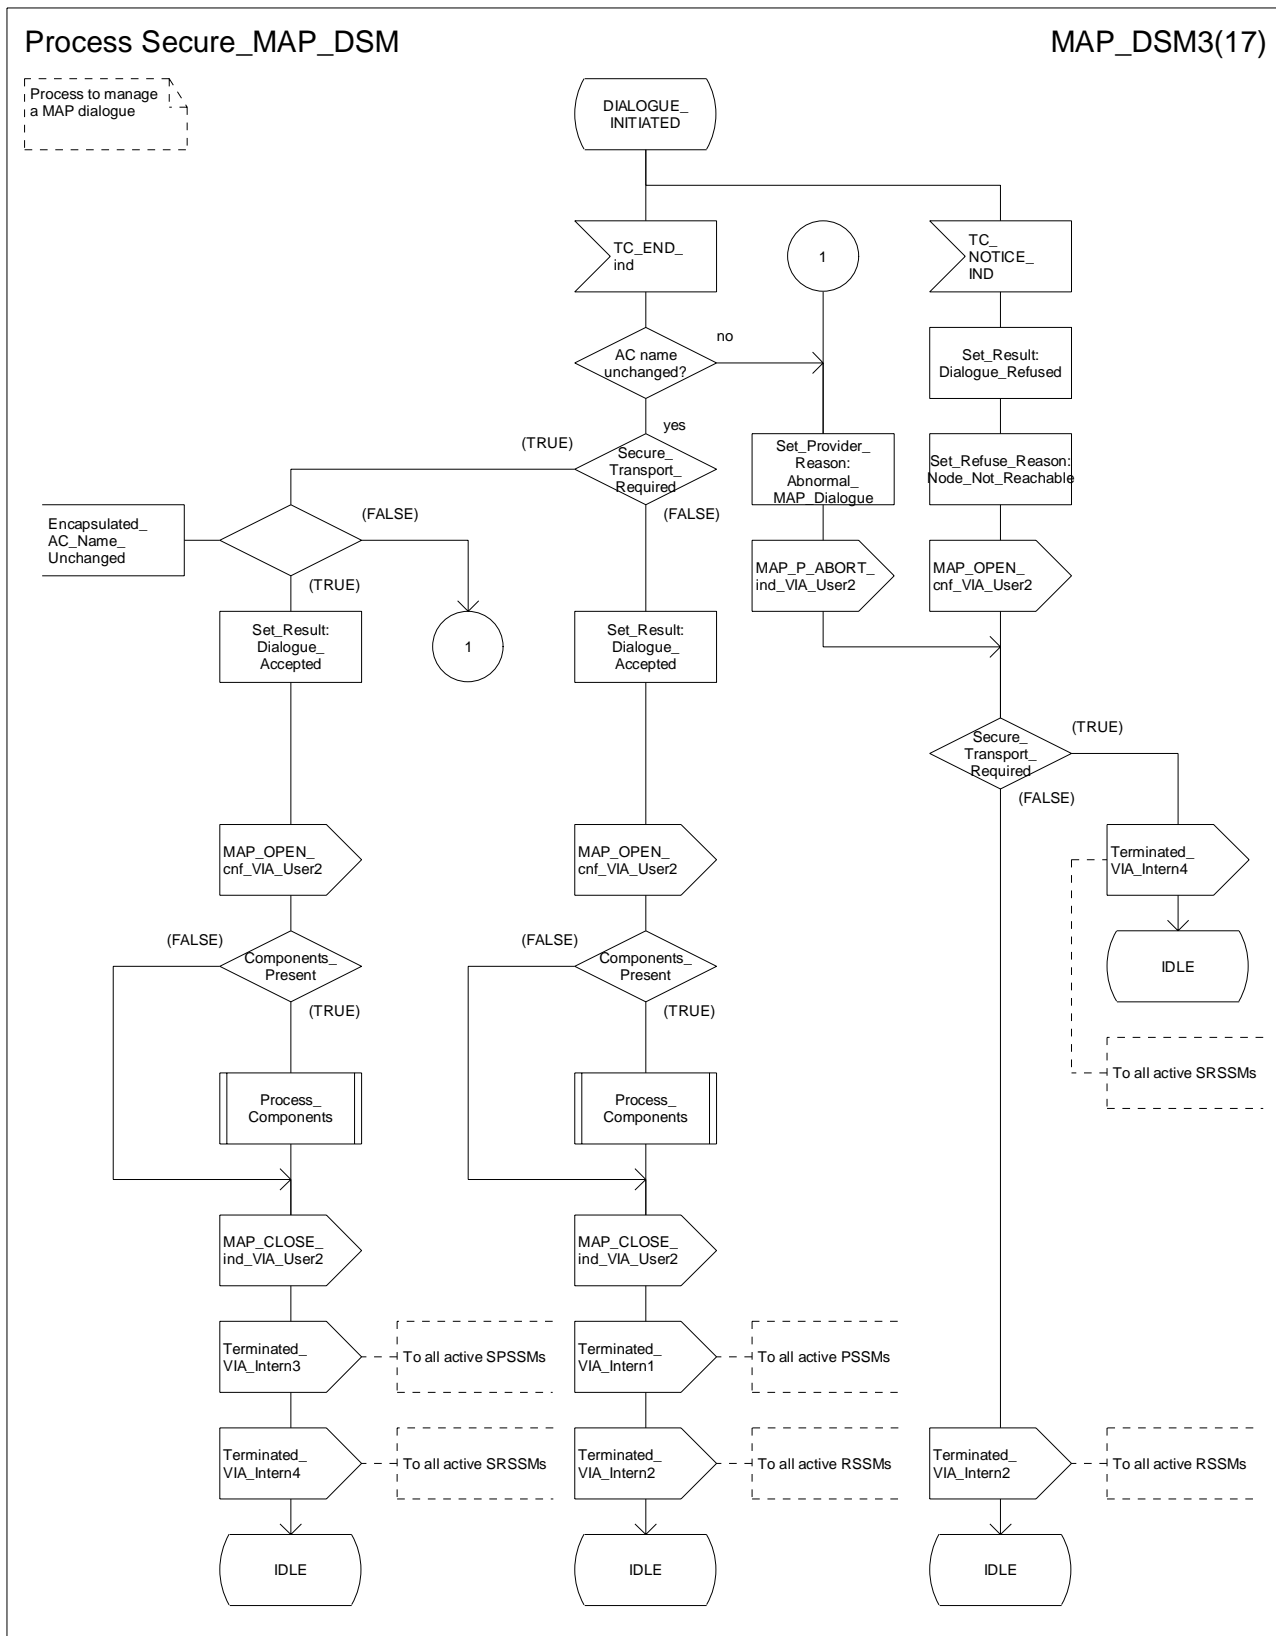 Process Secure_MAP_DSM
MAP_DSM3(17)
Process to manage
a MAP dialogue
DIALOGUE_
INITIATED
TC_END_
ind
1
TC_
NOTICE_
IND
AC name
unchanged?
no
yes
Set_Result:
Dialogue_Refused
Secure_
Transport_
Required
(TRUE)
(FALSE)
Set_Provider_
Reason:
Abnormal_
MAP_Dialogue
Set_Refuse_Reason:
Node_Not_Reachable
Encapsulated_
AC_Name_
Unchanged
(FALSE)
(TRUE)
MAP_P_ABORT_
ind_VIA_User2
MAP_OPEN_
cnf_VIA_User2
Set_Result:
Dialogue_
Accepted
1
Set_Result:
Dialogue_
Accepted
Secure_
Transport_
Required
(TRUE)
(FALSE)
MAP_OPEN_
cnf_VIA_User2
MAP_OPEN_
cnf_VIA_User2
Terminated_
VIA_Intern4
(FALSE)
Components_
Present
(TRUE)
(FALSE)
Components_
Present
(TRUE)
IDLE
To all active SRSSMs
Process_
Components
Process_
Components
MAP_CLOSE_
ind_VIA_User2
MAP_CLOSE_
ind_VIA_User2
Terminated_
VIA_Intern3
To all active SPSSMs
Terminated_
VIA_Intern1
To all active PSSMs
Terminated_
VIA_Intern4
To all active SRSSMs
Terminated_
VIA_Intern2
To all active RSSMs
Terminated_
VIA_Intern2
To all active RSSMs
IDLE
IDLE
IDLE